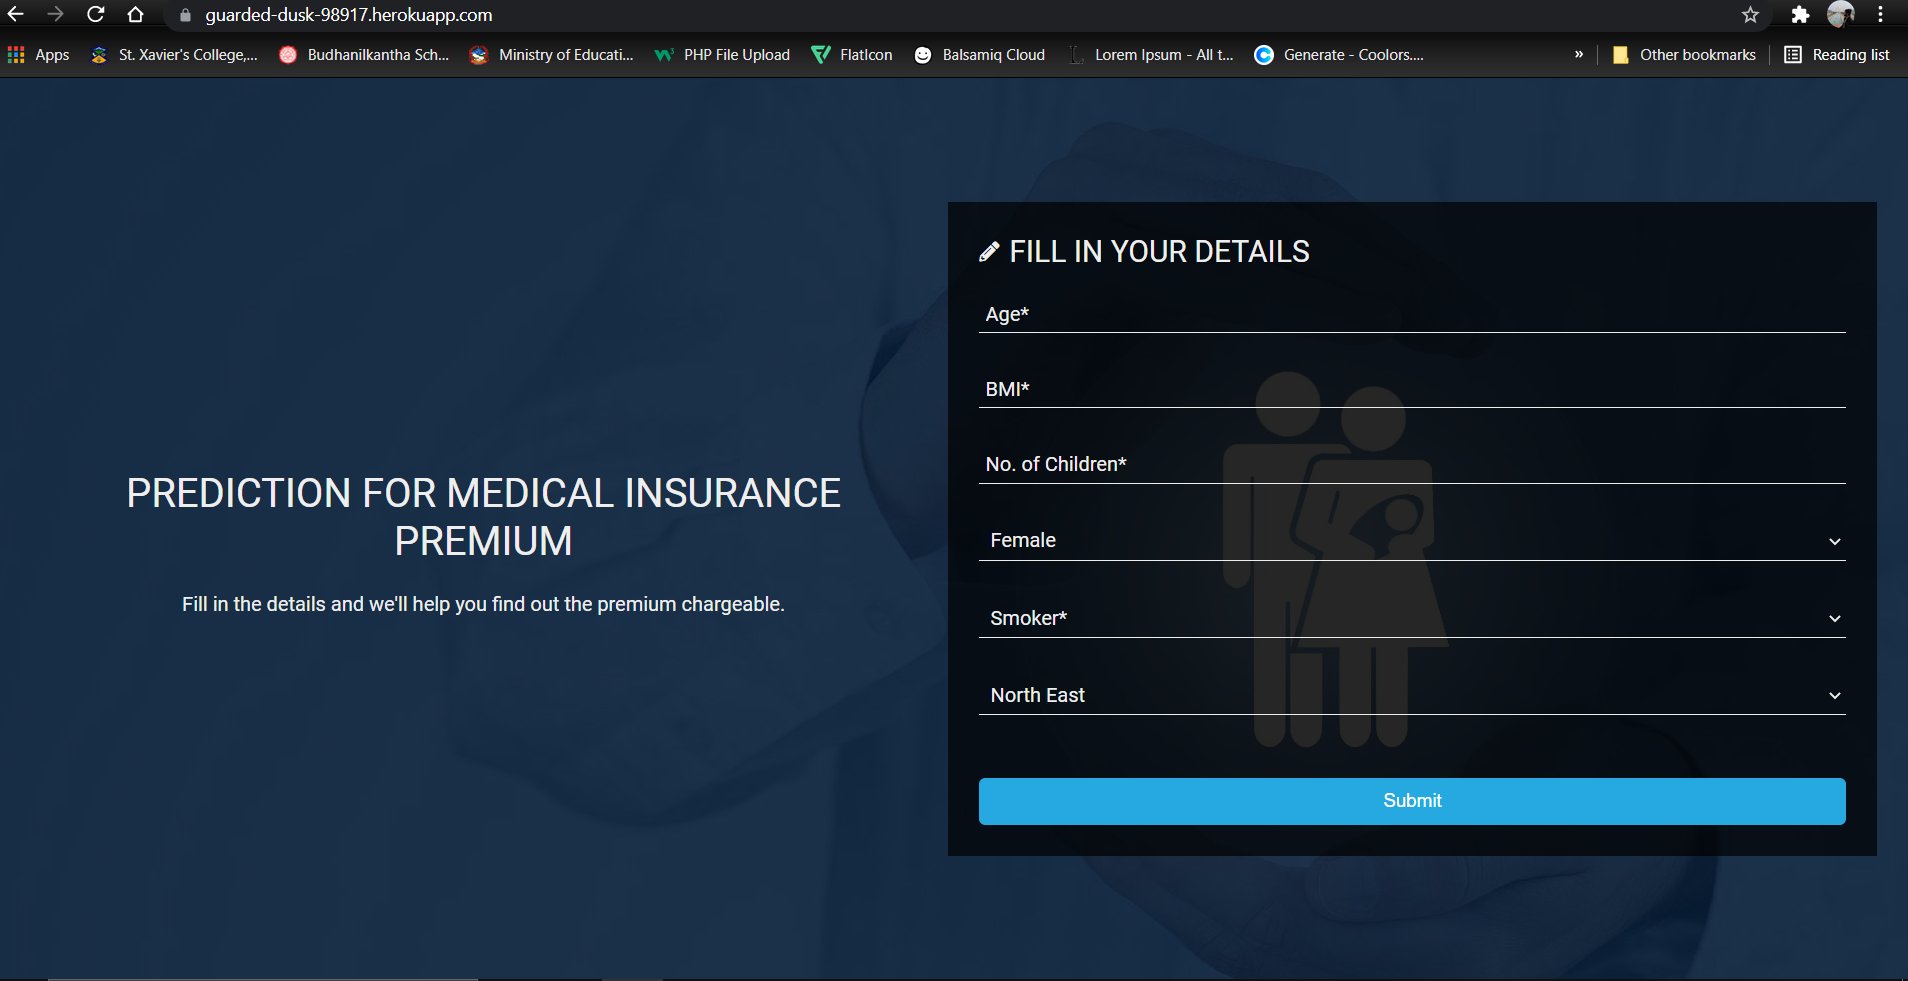 guarded-dusk-98917.herokuapp.com
Apps St. Xavier's College,... Budhanilkantha Sch... Ministry of Educati... PHP File Upload FlatIcon Balsamiq Cloud Lorem Ipsum - All t... Generate - Coolors.... » Other bookmarks Reading list
PREDICTION FOR MEDICAL INSURANCE
PREMIUM
Fill in the details and we'll help you find out the premium chargeable.
FILL IN YOUR DETAILS
Age*
BMI*
No. of Children*
Female
Smoker*
North East
Submit